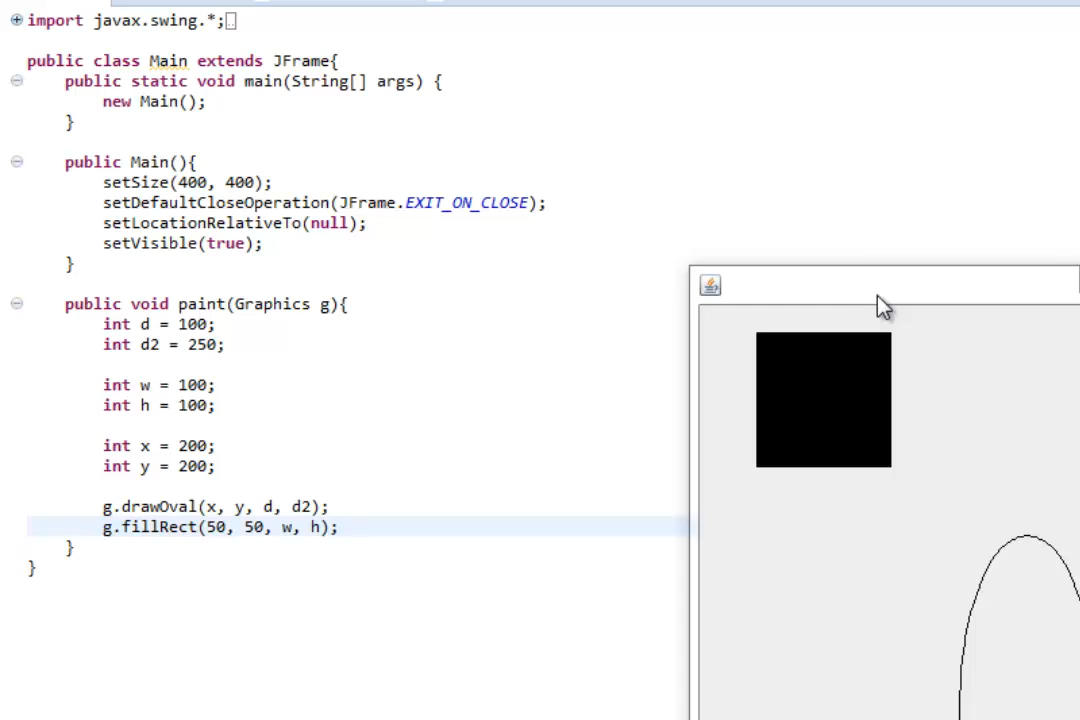 import javax.swing.*;
public class Main extends JFrame{
public static void main(String[] args) {
new Main();
}
public Main(){
setSize(400, 400);
setDefaultCloseOperation(JFrame.EXIT_ON_CLOSE);
setLocationRelativeTo(null);
setVisible(true);
}
public void paint(Graphics g){
int d = 100;
int d2 = 250;
int w = 100;
int h = 100;
int x = 200;
int y = 200;
g.drawOval(x, y, d, d2);
g.fillRect(50, 50, w, h);
}
}